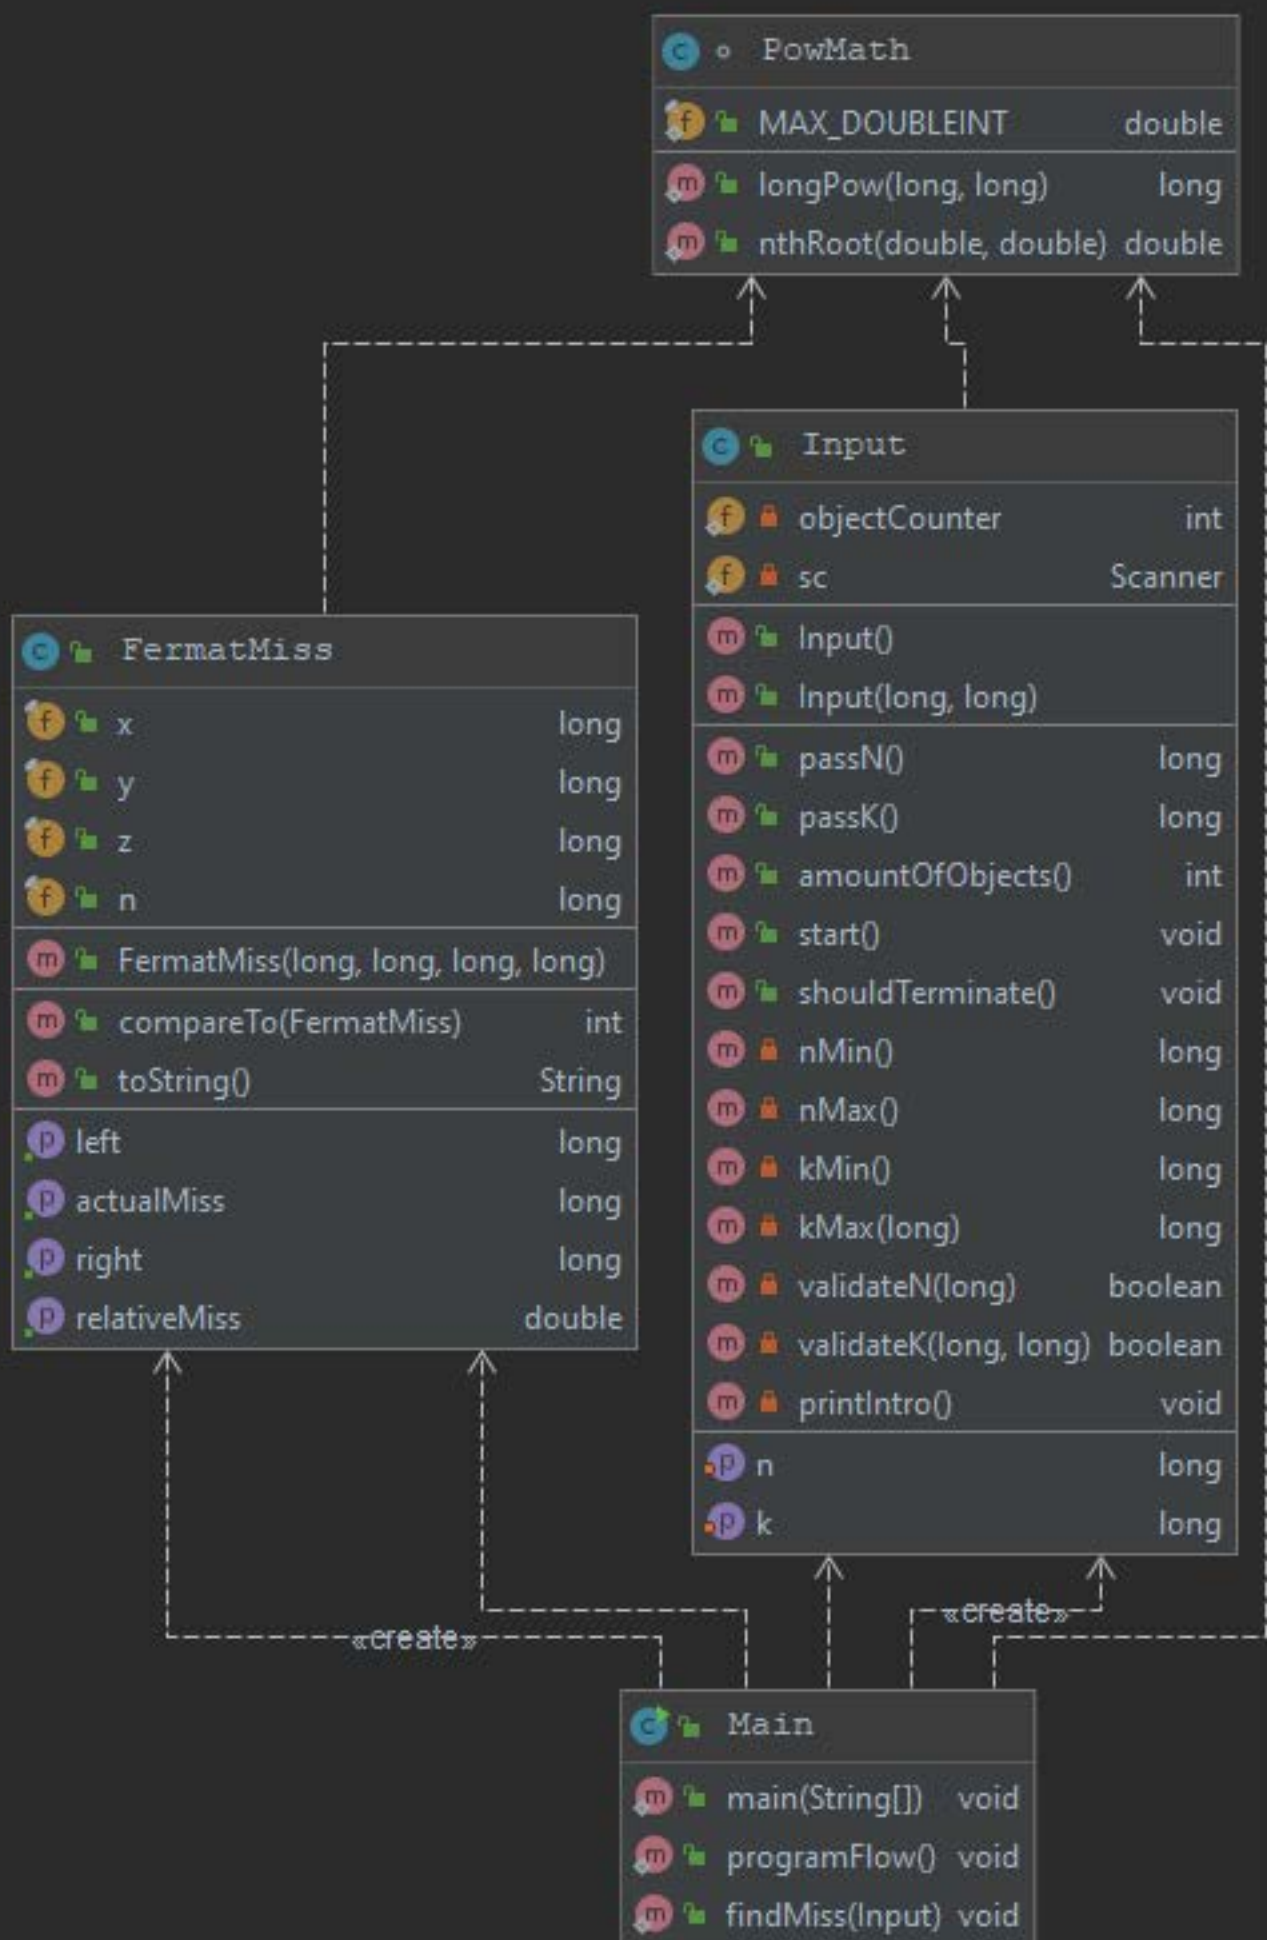 PowMath
MAX_DOUBLEINT double
longPow(long, long) long
nthRoot(double, double) double
Input
objectCounter int
sc Scanner
Input()
Input(long, long)
passN() long
passK() long
amountOfObjects() int
start() void
shouldTerminate() void
nMin() long
nMax() long
kMin() long
kMax(long) long
validateN(long) boolean
validateK(long, long) boolean
printIntro() void
n long
k long
FermatMiss
x long
y long
z long
n long
FermatMiss(long, long, long, long)
compareTo(FermatMiss) int
toString() String
left long
actualMiss long
right long
relativeMiss double
«create»
«create»
Main
main(String[]) void
programFlow() void
findMiss(Input) void